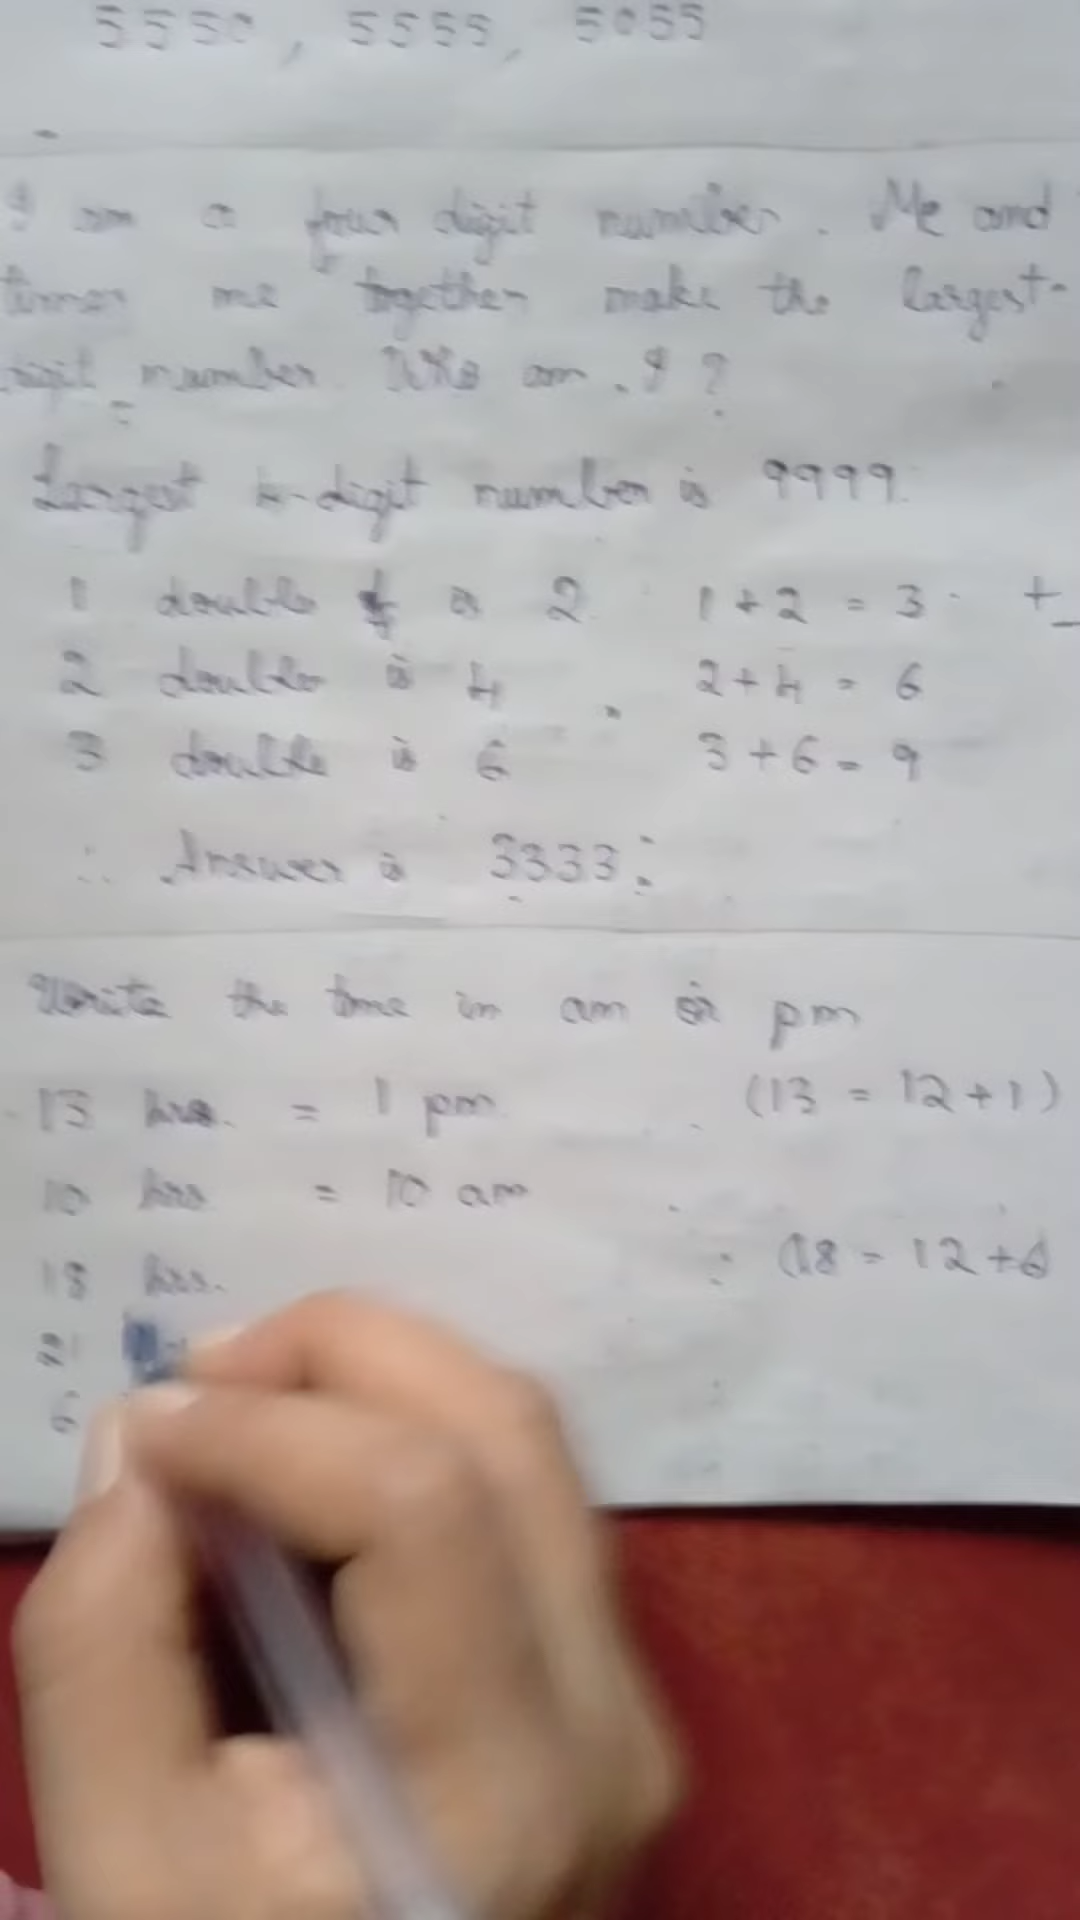 5550, 5555, 5055
I am a four digit number. Me and
times me together make the largest-
digit number. Who am I ?
Largest 4-digit number is 9999.
1 double is 2. 1 + 2 = 3. +
2 double is 4 2 + 4 = 6
3 double is 6 3 + 6 = 9
∴ Answer is 3333.
Write the time in am or pm
13 hrs. = 1 pm (13 = 12 + 1)
10 hrs = 10 am
18 hrs. (18 = 12 + 6
21
6